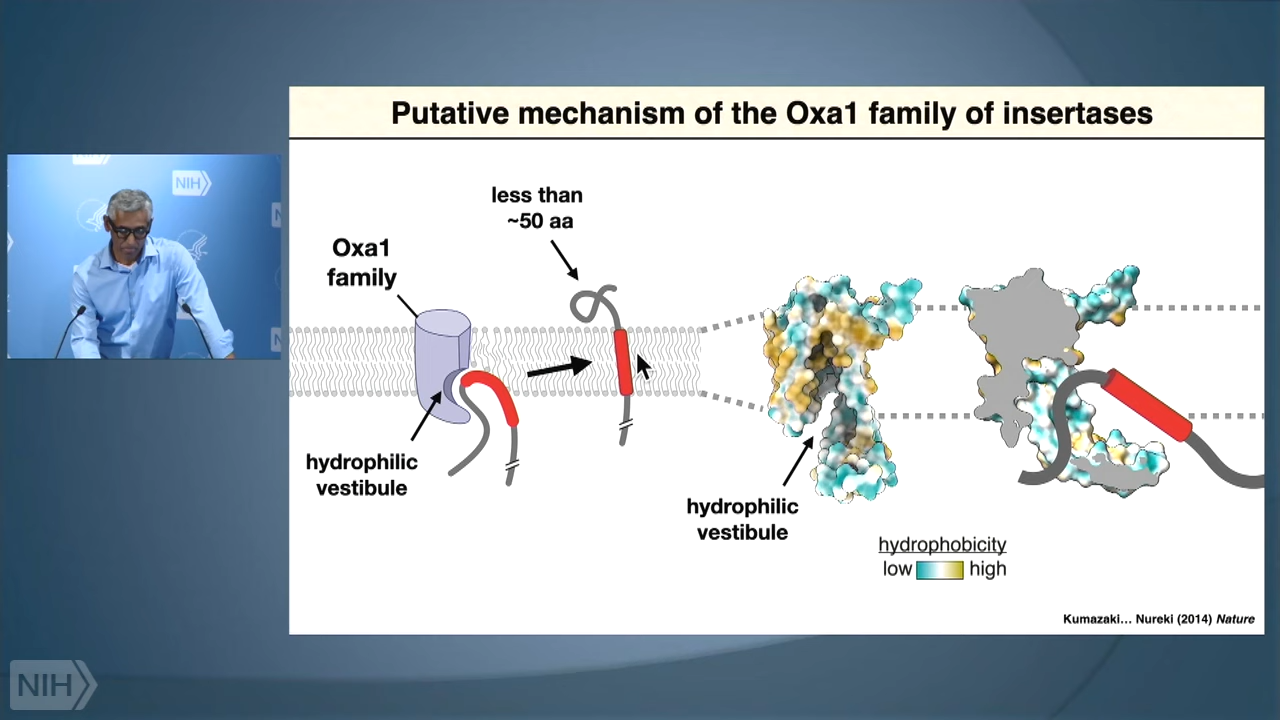 Putative mechanism of the Oxa1 family of insertases
less than
~50 aa
Oxa1
family
hydrophilic
vestibule
hydrophilic
vestibule
hydrophobicity
low high
Kumazaki... Nureki (2014) Nature
NIH
NIH